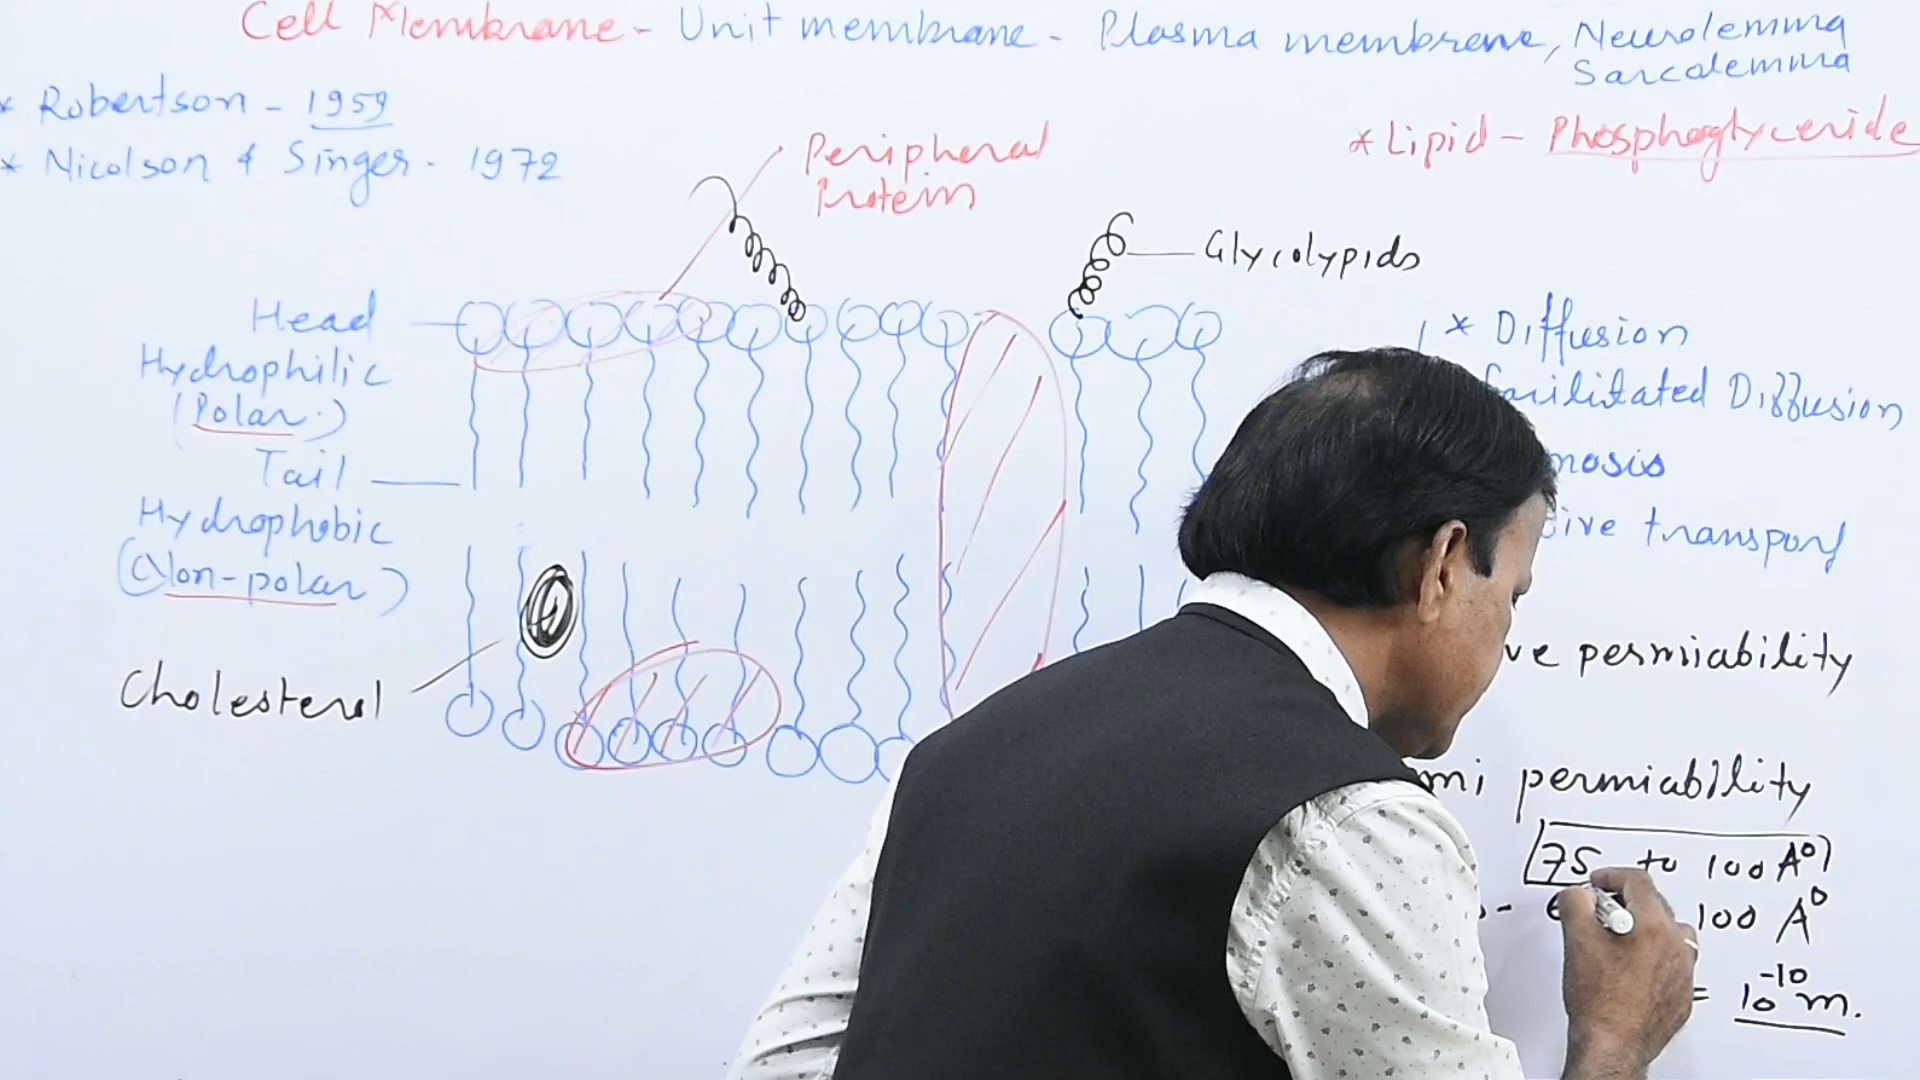 Cell Membrane - Unit membrane - Plasma membrane, Neurolemma
Sarcolemma
* Robertson - 1959
* Nicolson & Singer - 1972
* Lipid - Phosphoglyceride
Peripheral
Protein
Glycolypids
Head
Hydrophilic
(Polar)
Tail
Hydrophobic
(Non-polar)
Cholesterol
* Diffusion
facilitated Diffusion
mosis
ive transport
ve permiability
mi permiability
75 to 100 A°
100 A°
= 10-10 m.